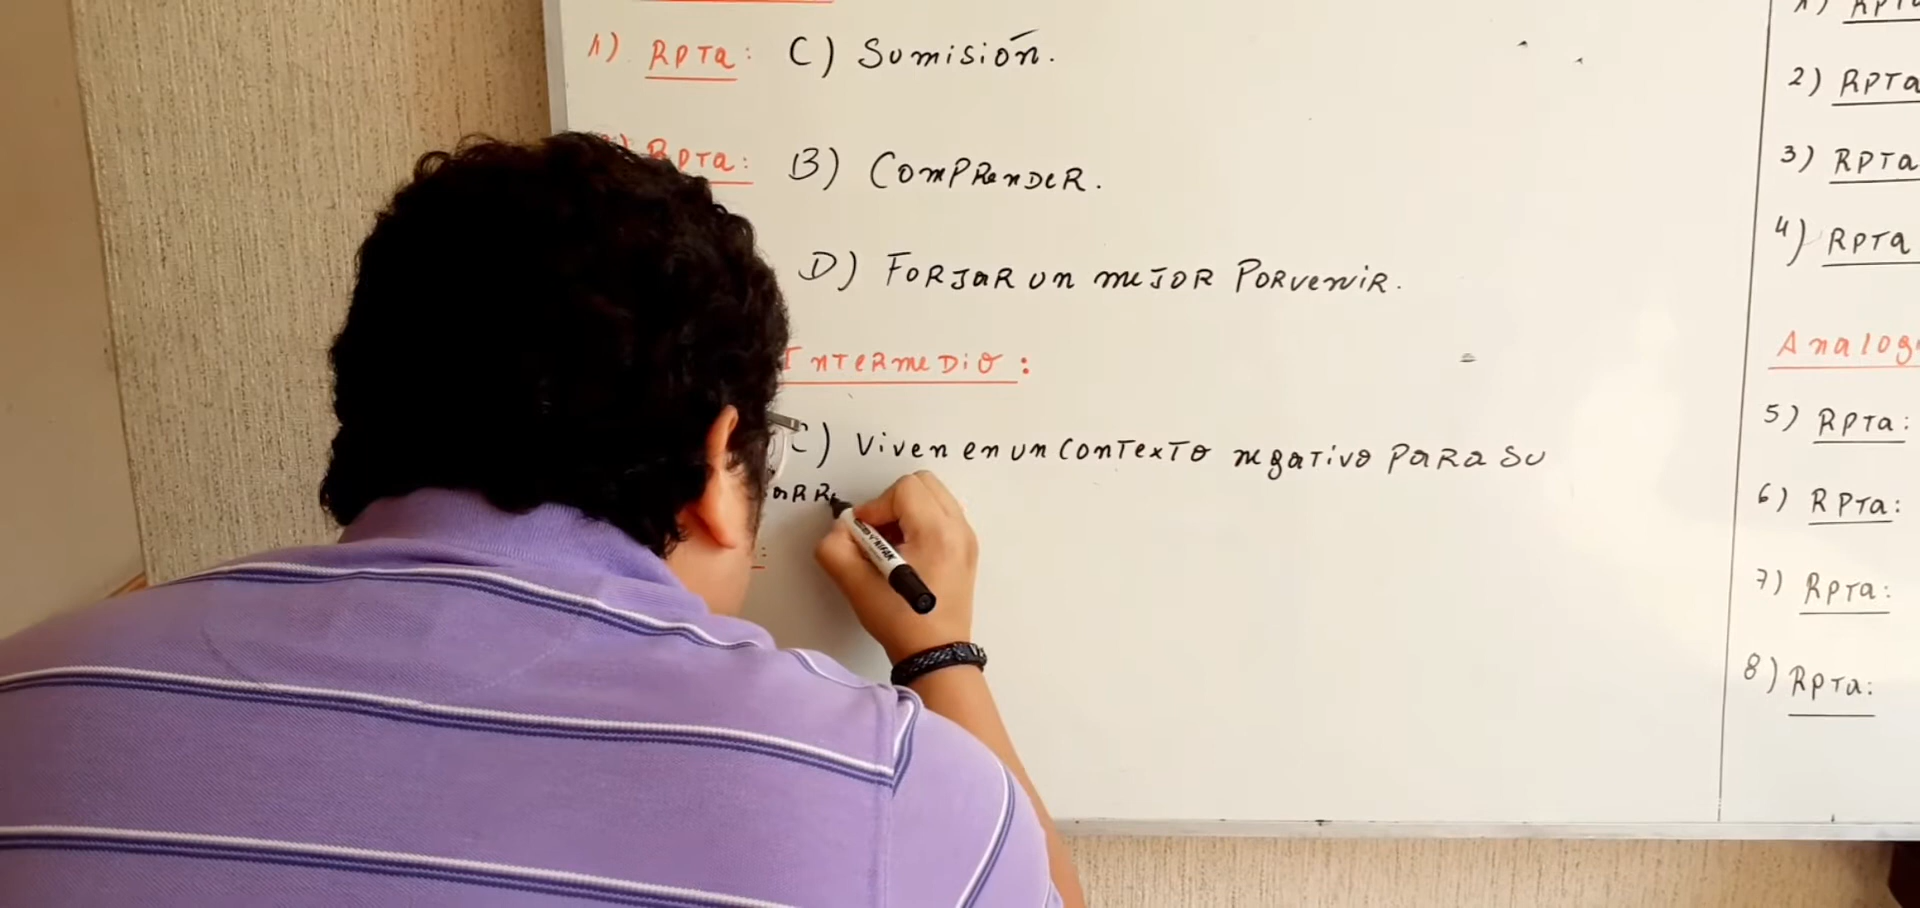 1) RPTa: C) Sumisión.
RPTa: B) ComPRenDeR.
D) FoRJaR un meJoR PoRveniR.
InTeRmeDio:
C) Viven en un ConTexTo negaTivo PaRa su
RPTa
2) RPTa
3) RPTa
4) RPTa
Analog
5) RPTa:
6) RPTa:
7) RPTa:
8) RPTa: